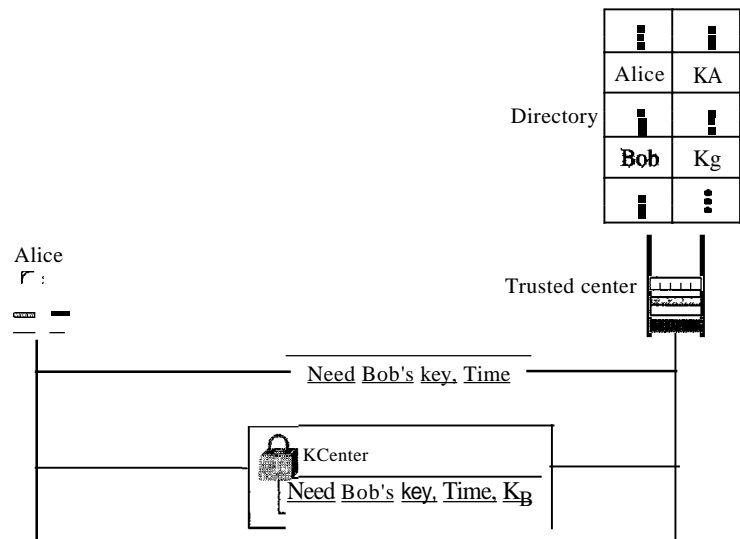 Alice KA
Directory
Bob Kg
Alice
Trusted center
Need Bob's key, Time
KCenter
Need Bob's key, Time, KB